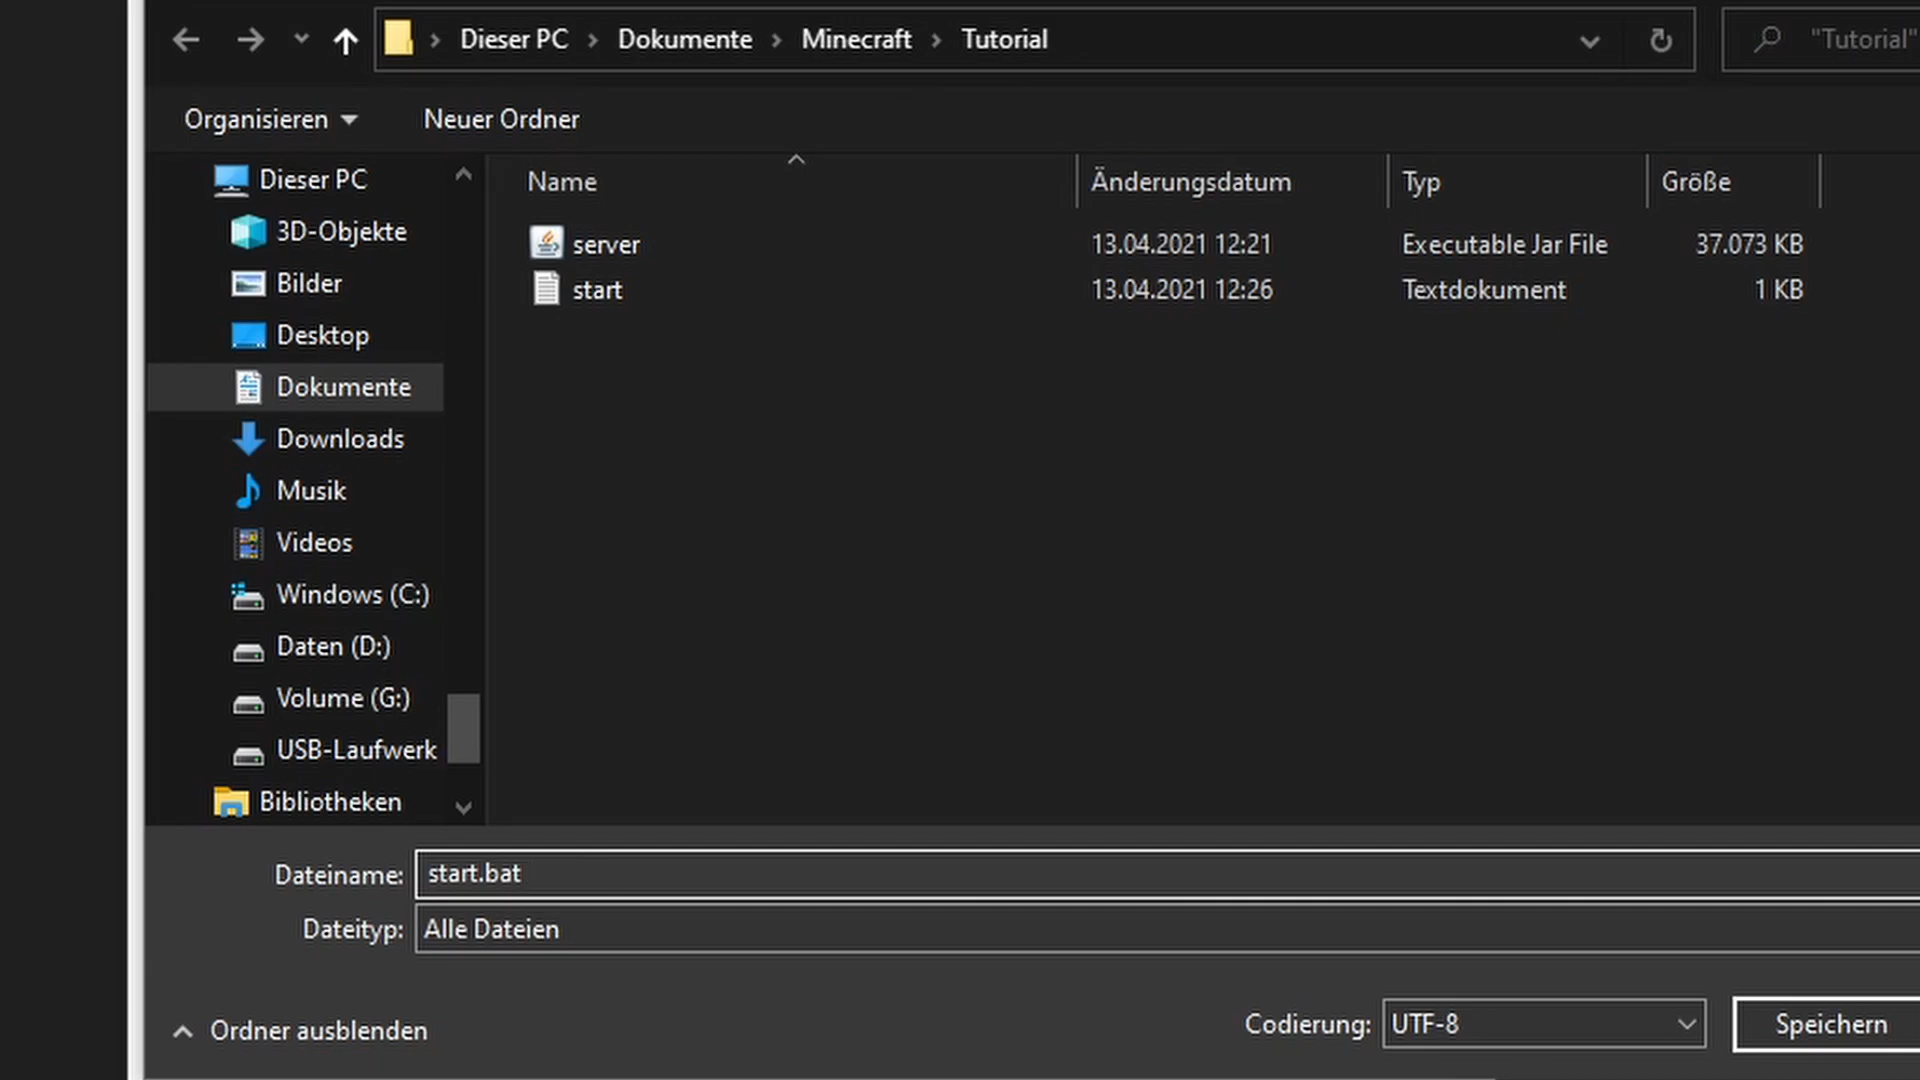 Dieser PC > Dokumente > Minecraft > Tutorial
"Tutorial"
Organisieren Neuer Ordner
Name Änderungsdatum Typ Größe
server 13.04.2021 12:21 Executable Jar File 37.073 KB
start 13.04.2021 12:26 Textdokument 1 KB
Dieser PC
3D-Objekte
Bilder
Desktop
Dokumente
Downloads
Musik
Videos
Windows (C:)
Daten (D:)
Volume (G:)
USB-Laufwerk
Bibliotheken
Dateiname: start.bat
Dateityp: Alle Dateien
Ordner ausblenden
Codierung: UTF-8 Speichern